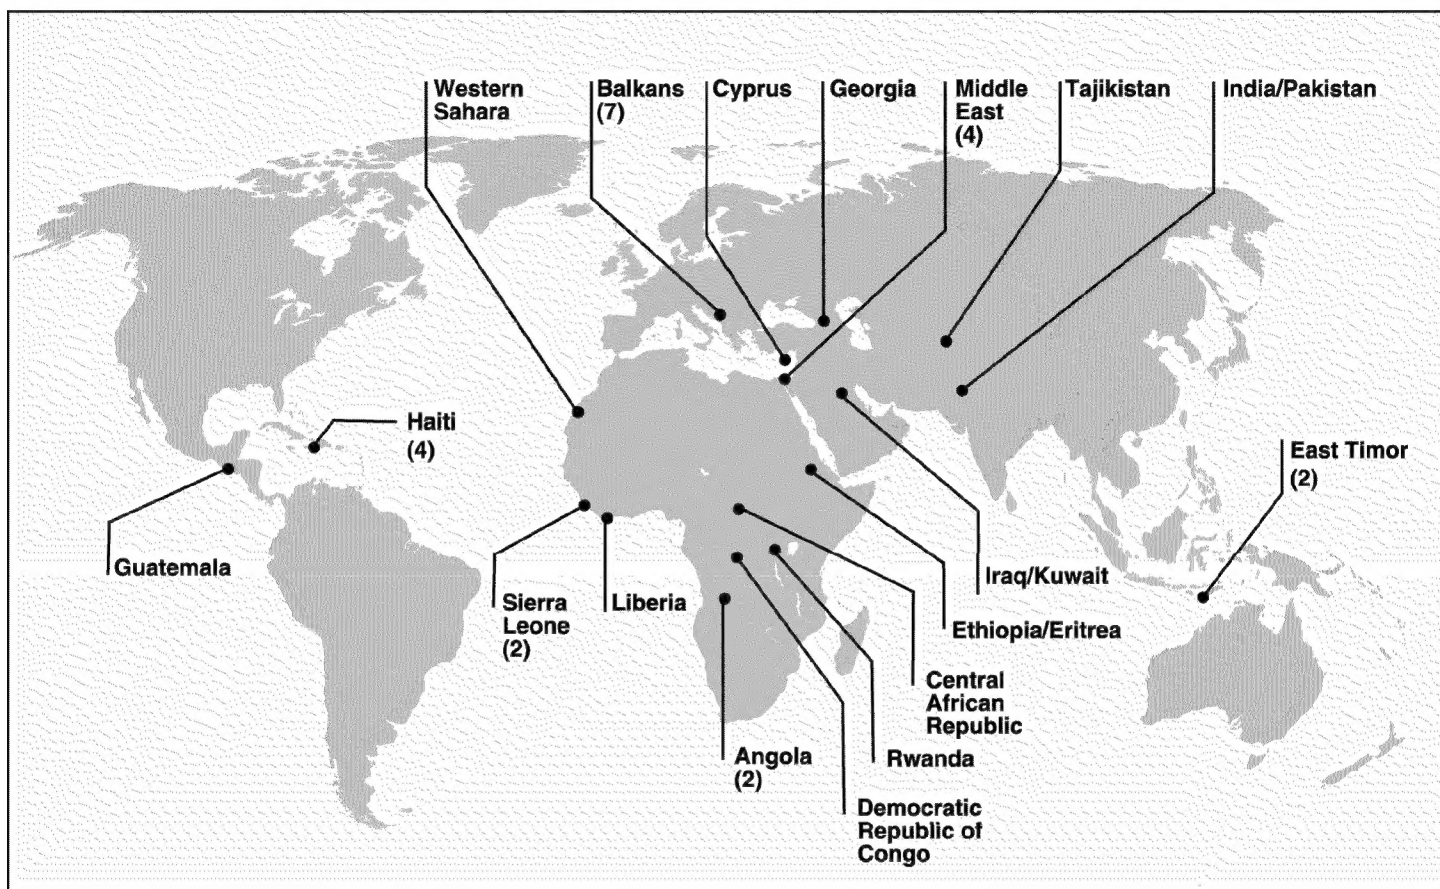 Western
Sahara
Balkans
(7)
Cyprus
Georgia
Middle
East
(4)
Tajikistan
India/Pakistan
Haiti
(4)
East Timor
(2)
Guatemala
Sierra
Leone
(2)
Liberia
Iraq/Kuwait
Ethiopia/Eritrea
Central
African
Republic
Angola
(2)
Rwanda
Democratic
Republic of
Congo